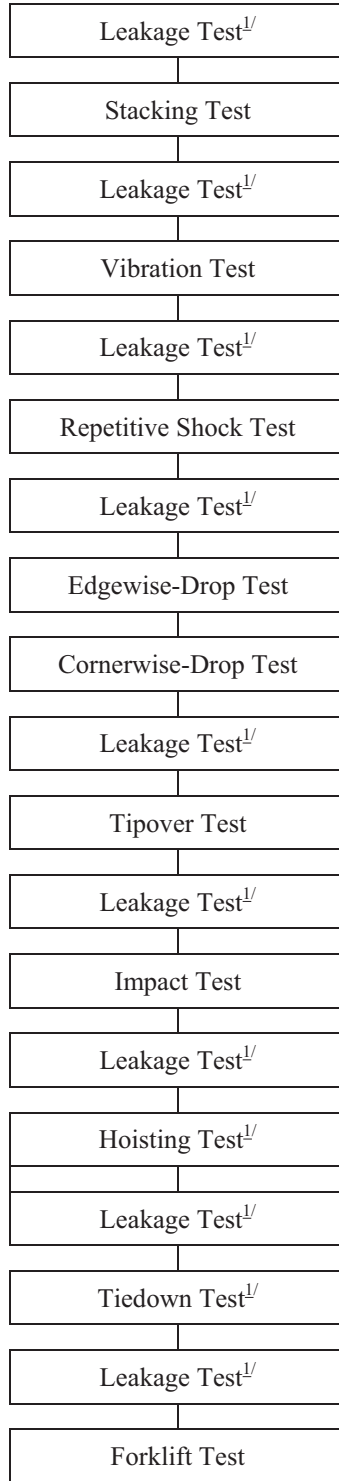 Leakage Test1/
Stacking Test
Leakage Test1/
Vibration Test
Leakage Test1/
Repetitive Shock Test
Leakage Test1/
Edgewise-Drop Test
Cornerwise-Drop Test
Leakage Test1/
Tipover Test
Leakage Test1/
Impact Test
Leakage Test1/
Hoisting Test1/
Leakage Test1/
Tiedown Test1/
Leakage Test1/
Forklift Test